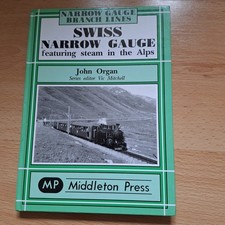 NARROW GAUGE
BRANCH LINES
SWISS
NARROW GAUGE
featuring steam in the Alps
John Organ
Series editor Vic Mitchell
MP Middleton Press